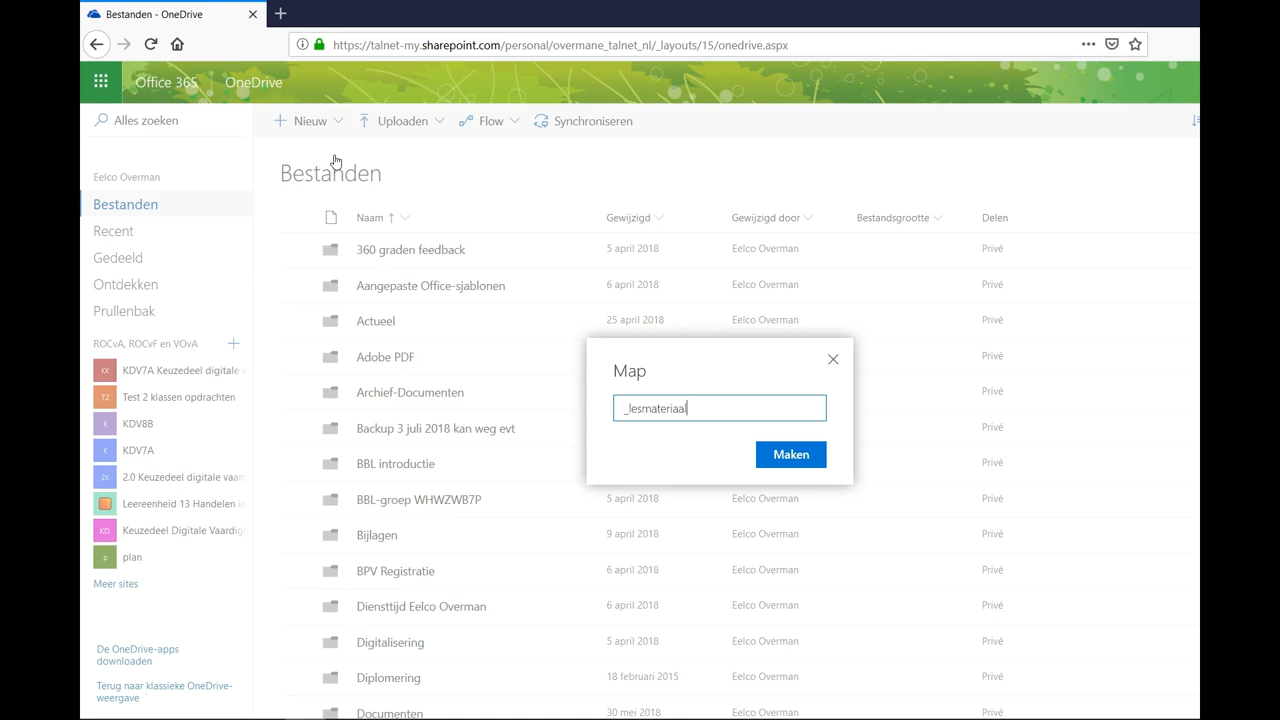 Bestanden - OneDrive
https://talnet-my.sharepoint.com/personal/overmane_talnet_nl/_layouts/15/onedrive.aspx
Office 365 OneDrive
Alles zoeken
Nieuw Uploaden Flow Synchroniseren
Eelco Overman
Bestanden
Recent
Gedeeld
Ontdekken
Prullenbak
ROCvA, ROCvF en VOvA
KK KDV7A Keuzedeel digitale
T2 Test 2 klassen opdrachten
K KDV8B
K KDV7A
2K 2.0 Keuzedeel digitale vaar
Leereenheid 13 Handelen in
KD Keuzedeel Digitale Vaardig
p plan
Meer sites
De OneDrive-apps
downloaden
Terug naar klassieke OneDrive-
weergave
Bestanden
Naam Gewijzigd Gewijzigd door Bestandsgrootte Delen
360 graden feedback 5 april 2018 Eelco Overman Privé
Aangepaste Office-sjablonen 6 april 2018 Eelco Overman Privé
Actueel 25 april 2018 Eelco Overman Privé
Adobe PDF Privé
Archief-Documenten Privé
Backup 3 juli 2018 kan weg evt Privé
BBL introductie Privé
BBL-groep WHWZWB7P 5 april 2018 Eelco Overman Privé
Bijlagen 9 april 2018 Eelco Overman Privé
BPV Registratie 6 april 2018 Eelco Overman Privé
Diensttijd Eelco Overman 6 april 2018 Eelco Overman Privé
Digitalisering 5 april 2018 Eelco Overman Privé
Diplomering 18 februari 2015 Eelco Overman Privé
Documenten 30 mei 2018 Eelco Overman Privé
Map
_lesmateriaal
Maken